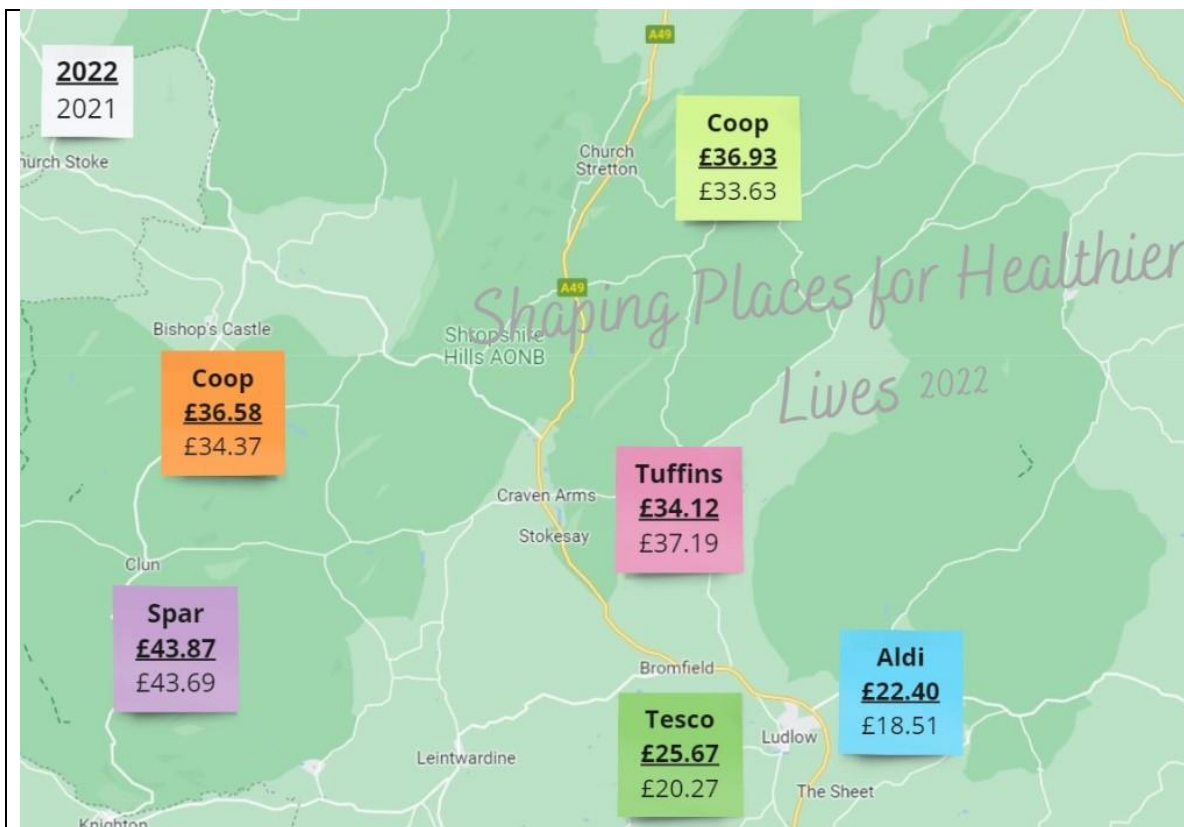 A49
2022
2021
Coop
£36.93
£33.63
Church
Stretton
hurch Stoke
Shaping Places for Healthier
Lives 2022
A49
Bishop's Castle
Shropshire
Hills AONB
Coop
£36.58
£34.37
Tuffins
£34.12
£37.19
Craven Arms
Stokesay
Clun
Spar
£43.87
£43.69
Aldi
£22.40
£18.51
Bromfield
Tesco
£25.67
£20.27
Ludlow
Leintwardine
The Sheet
Knighton